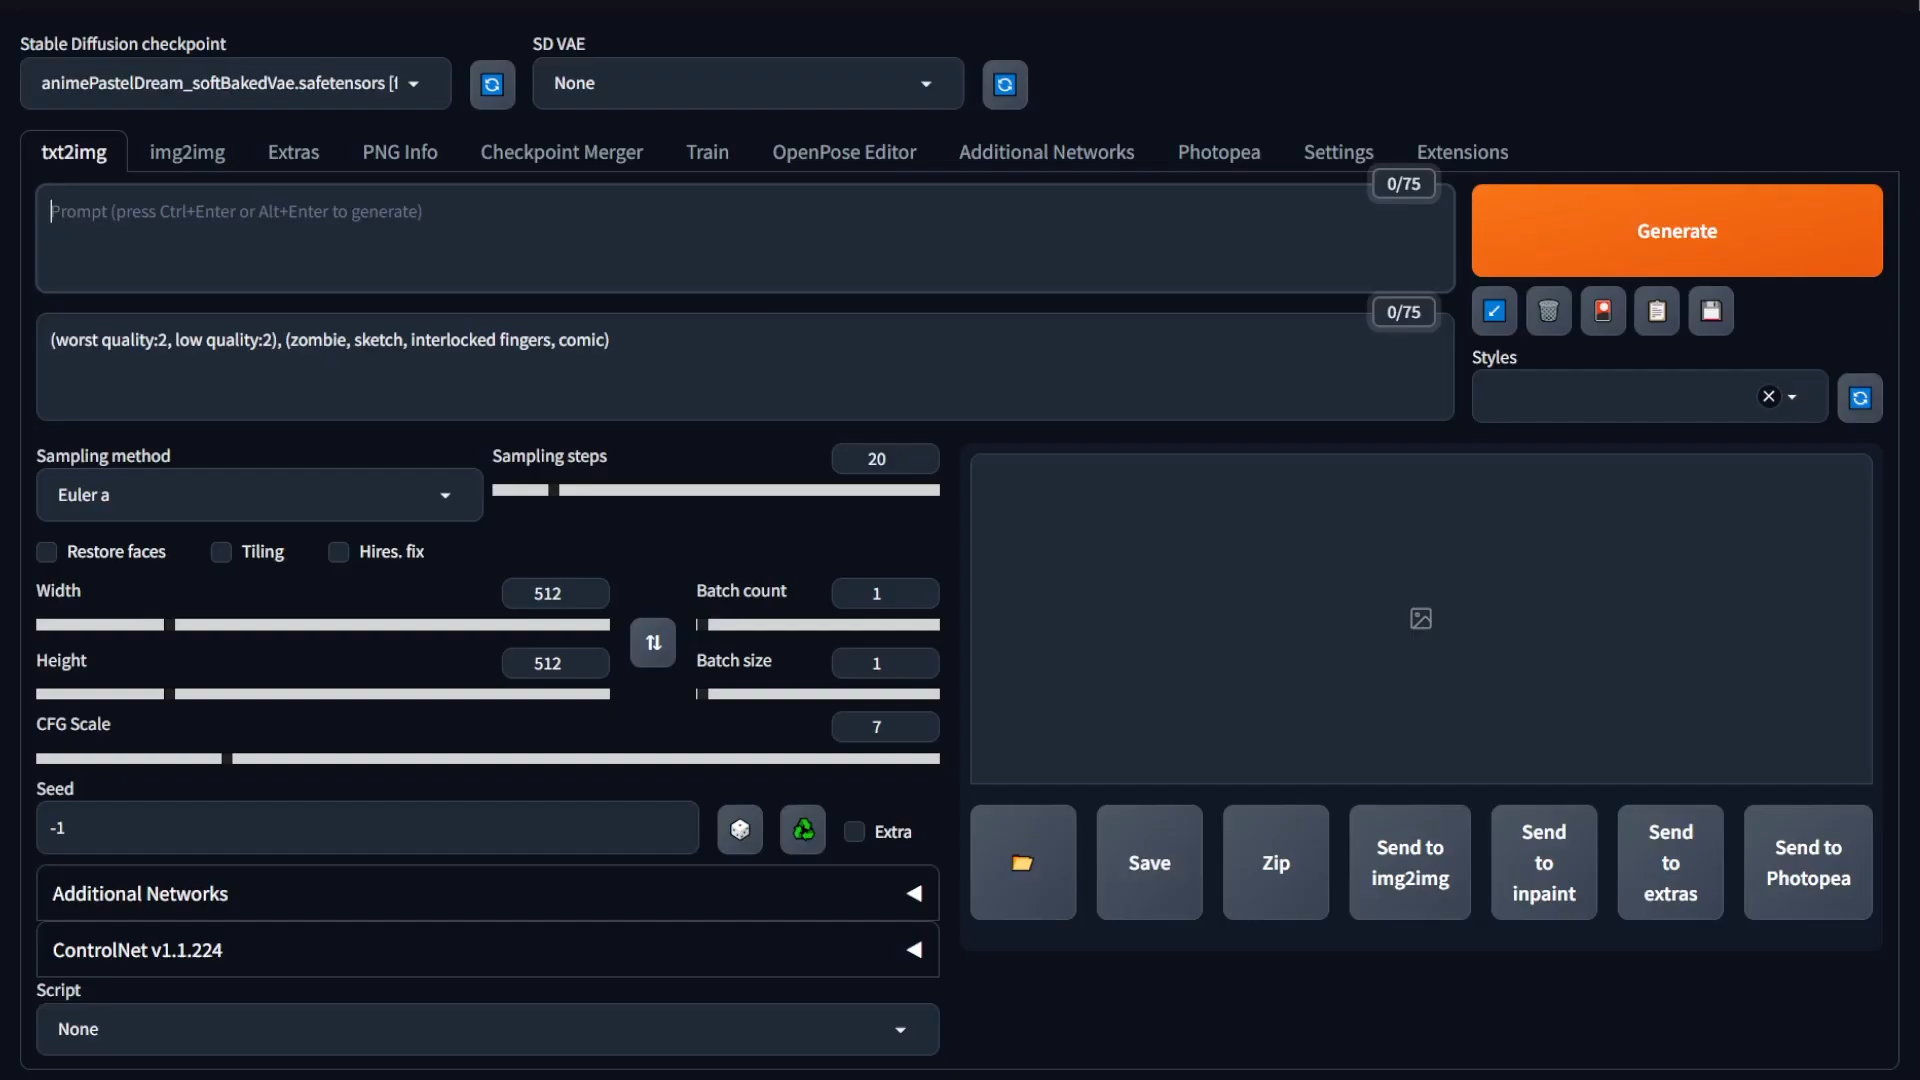 Stable Diffusion checkpoint
SD VAE
animePastelDream_softBakedVae.safetensors [f
None
txt2img img2img Extras PNG Info Checkpoint Merger Train OpenPose Editor Additional Networks Photopea Settings Extensions
0/75
Prompt (press Ctrl+Enter or Alt+Enter to generate)
Generate
0/75
(worst quality:2, low quality:2), (zombie, sketch, interlocked fingers, comic)
Styles
Sampling method
Sampling steps
20
Euler a
Restore faces
Tiling
Hires. fix
Width
512
Batch count
1
Height
512
Batch size
1
CFG Scale
7
Seed
-1
Extra
Additional Networks
ControlNet v1.1.224
Script
None
Save
Zip
Send to
img2img
Send
to
inpaint
Send
to
extras
Send to
Photopea